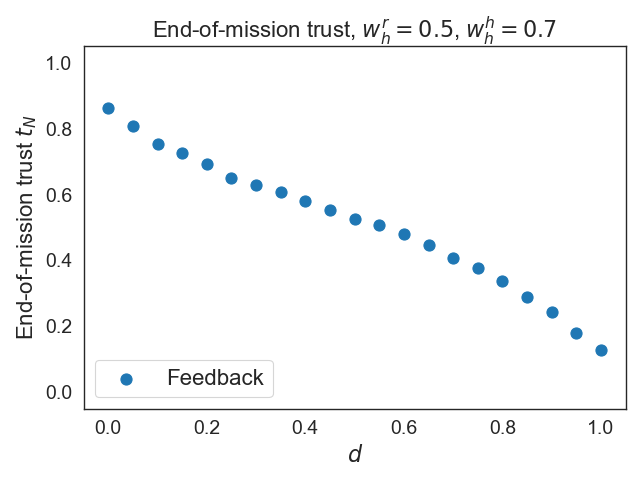 End-of-mission trust, $w_h^r = 0.5$, $w_h^h = 0.7$
End-of-mission trust $t_N$
1.0
0.8
0.6
0.4
0.2
0.0
Feedback
0.0 0.2 0.4 0.6 0.8 1.0
d